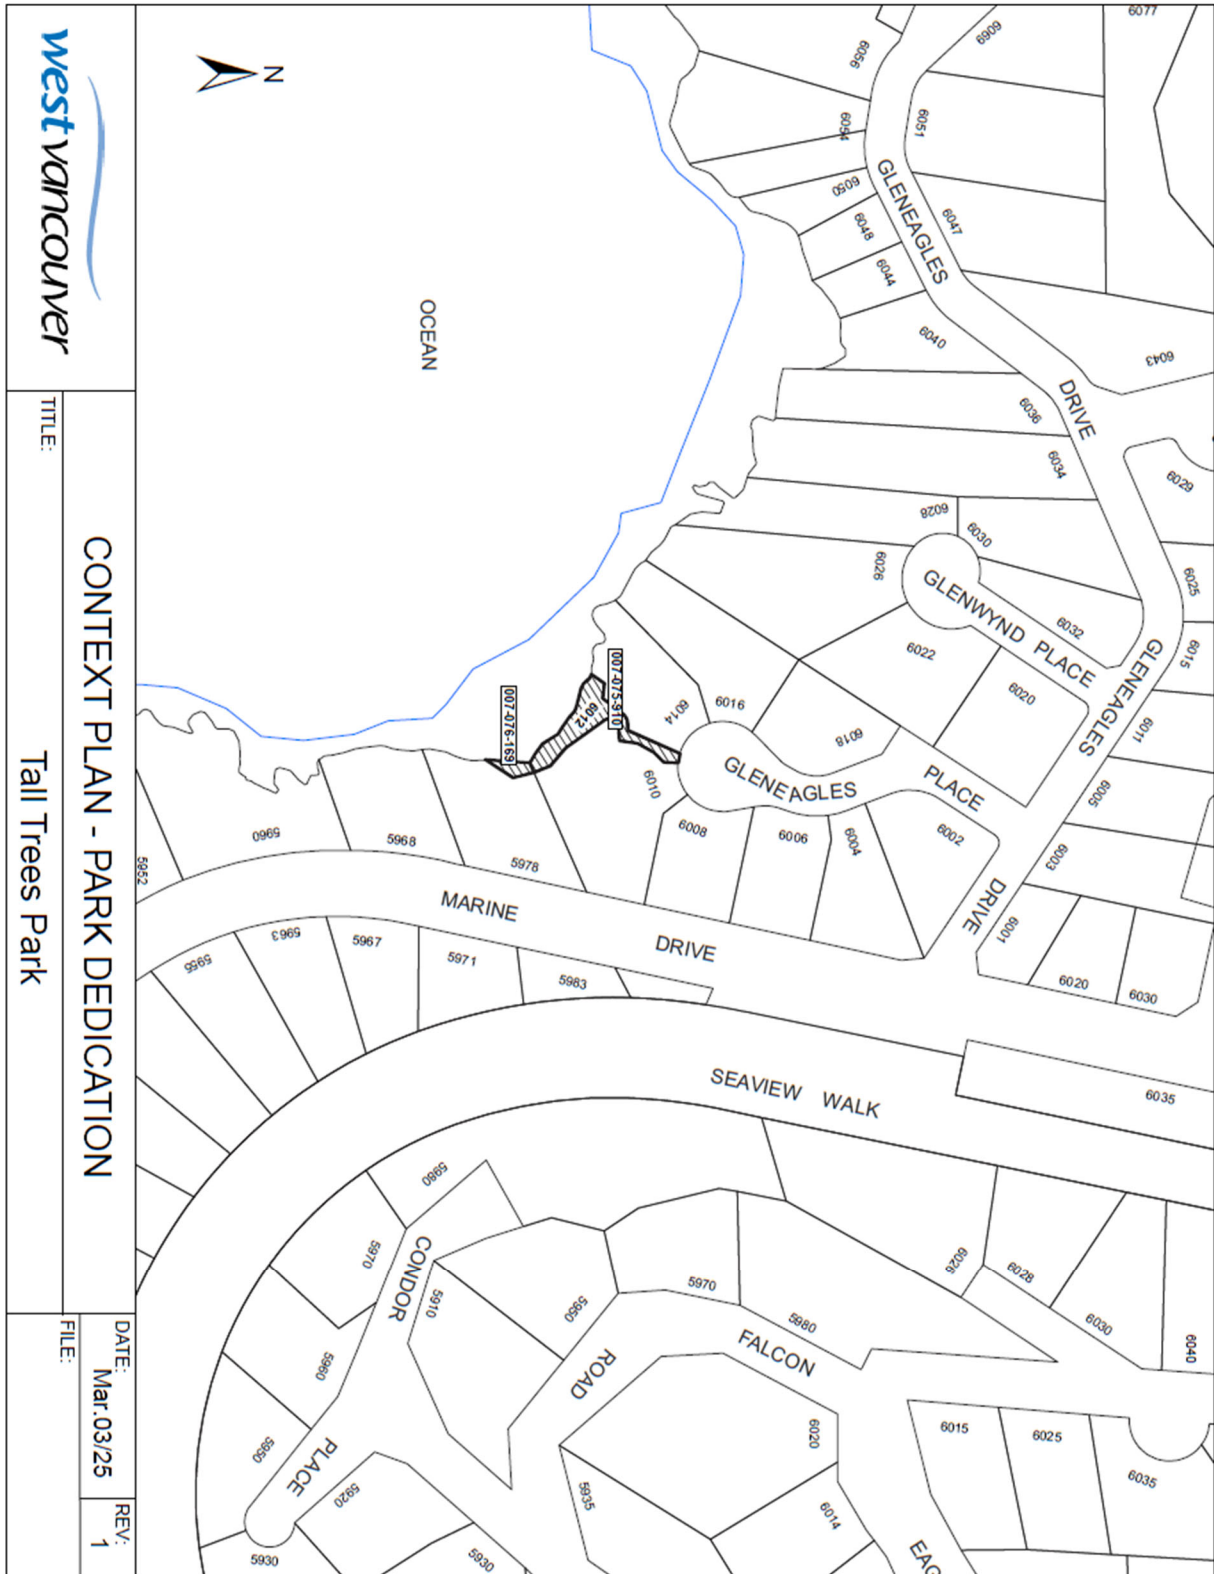 CONTEXT PLAN - PARK DEDICATION
Tall Trees Park
TITLE:
DATE:
Mar.03/25
REV:
1
FILE:
west vancouver
N
OCEAN
6077
6069
6056
6051
6054
GLENEAGLES
6050
6047
6048
6044
6040
6043
DRIVE
6036
6034
6029
6028
6030
6026
6025
GLENWYND PLACE
6032
6015
GLENEAGLES
6022
6020
6011
007-075-910
6012
6014
6016
6018
007-076-169
6010
GLENEAGLES
PLACE
6005
6008
6006
6004
6002
6003
DRIVE
6001
6020
6030
5952
5960
5968
5978
MARINE
DRIVE
5955
5963
5967
5971
5983
SEAVIEW WALK
6035
5980
5970
CONDOR
5910
5950
5970
5980
6026
6028
6030
6040
FALCON
ROAD
5960
5950
PLACE
5920
5930
5930
5935
6020
6014
6015
6025
6035
EAG